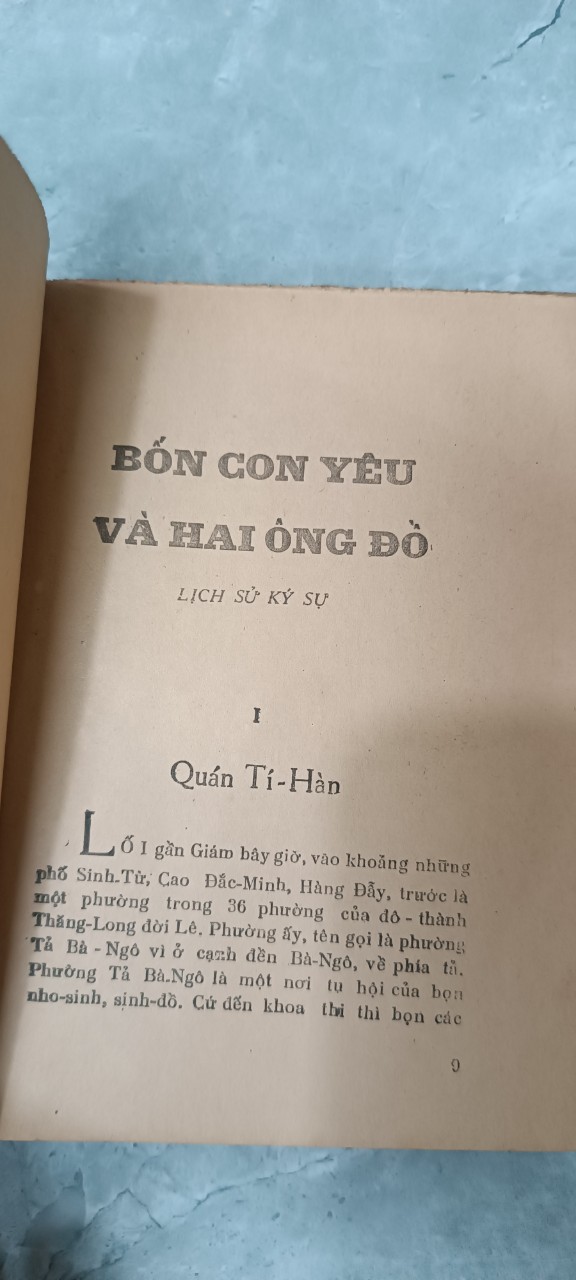 BỐN CON YÊU
VÀ HAI ÔNG ĐỒ
LỊCH SỬ KÝ SỰ
I
Quán Tí-Hàn
LỐI gần Giám bây giờ, vào khoảng những
phố Sinh-Từ, Cao Đắc-Minh, Hàng Đẫy, trước là
một phường trong 36 phường của đô-thành
Thăng-Long đời Lê. Phường ấy, tên gọi là phường
Tả Bà-Ngô vì ở cạnh đền Bà-Ngô, về phía tả.
Phường Tả Bà-Ngô là một nơi tụ hội của bọn
nho-sinh, sinh-đồ. Cứ đến khoa thi thì bọn các
9